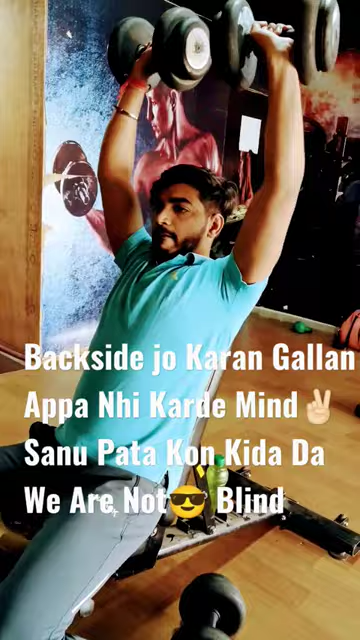 Backside jo Karan Gallan
Appa Nhi Karde Mind✌🏻
Sanu Pata Kon Kida Da
We Are Not😎 Blind